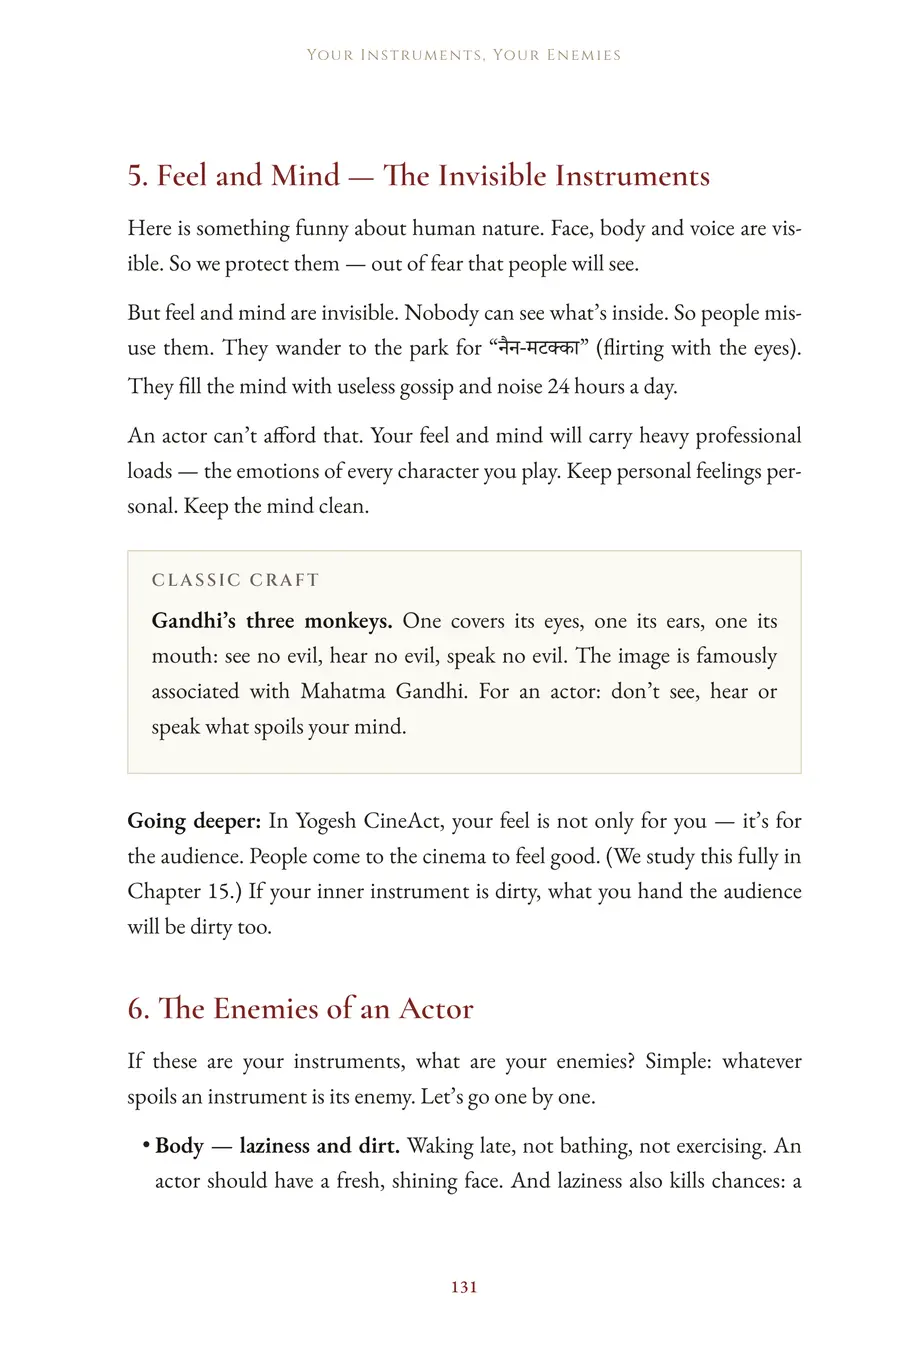 Your Instruments, Your Enemies
5. Feel and Mind — The Invisible Instruments
Here is something funny about human nature. Face, body and voice are vis-
ible. So we protect them — out of fear that people will see.
But feel and mind are invisible. Nobody can see what’s inside. So people mis-
use them. They wander to the park for “नैन-मटक्का” (flirting with the eyes).
They fill the mind with useless gossip and noise 24 hours a day.
An actor can’t afford that. Your feel and mind will carry heavy professional
loads — the emotions of every character you play. Keep personal feelings per-
sonal. Keep the mind clean.
CLASSIC CRAFT
Gandhi’s three monkeys. One covers its eyes, one its ears, one its
mouth: see no evil, hear no evil, speak no evil. The image is famously
associated with Mahatma Gandhi. For an actor: don’t see, hear or
speak what spoils your mind.
Going deeper: In Yogesh CineAct, your feel is not only for you — it’s for
the audience. People come to the cinema to feel good. (We study this fully in
Chapter 15.) If your inner instrument is dirty, what you hand the audience
will be dirty too.
6. The Enemies of an Actor
If these are your instruments, what are your enemies? Simple: whatever
spoils an instrument is its enemy. Let’s go one by one.
• Body — laziness and dirt. Waking late, not bathing, not exercising. An
actor should have a fresh, shining face. And laziness also kills chances: a
131